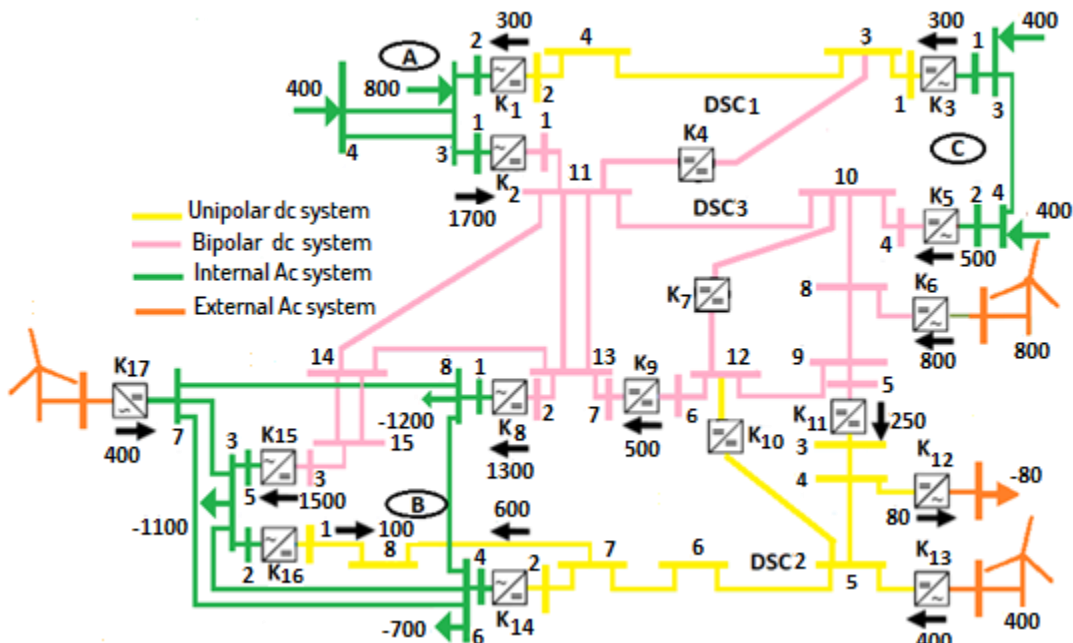 300
2
4
3
300
1
400
A
800
K1
2
1
K3
3
400
DSC1
K4
C
1
1
4
3
K2
11
10
1700
DSC3
K5
2
4
400
Unipolar dc system
4
500
Bipolar dc system
K7
8
K6
Internal Ac system
External Ac system
800
800
14
8
1
13
K9
12
9
K17
5
-1200
K8
2
7
6
K10
K11
250
7
3
K15
15
500
3
K12
400
1300
4
-80
5
1500
3
B
600
80
-1100
1
100
8
4
7
6
DSC2
K13
2
K16
2
5
-700
6
K14
400
400